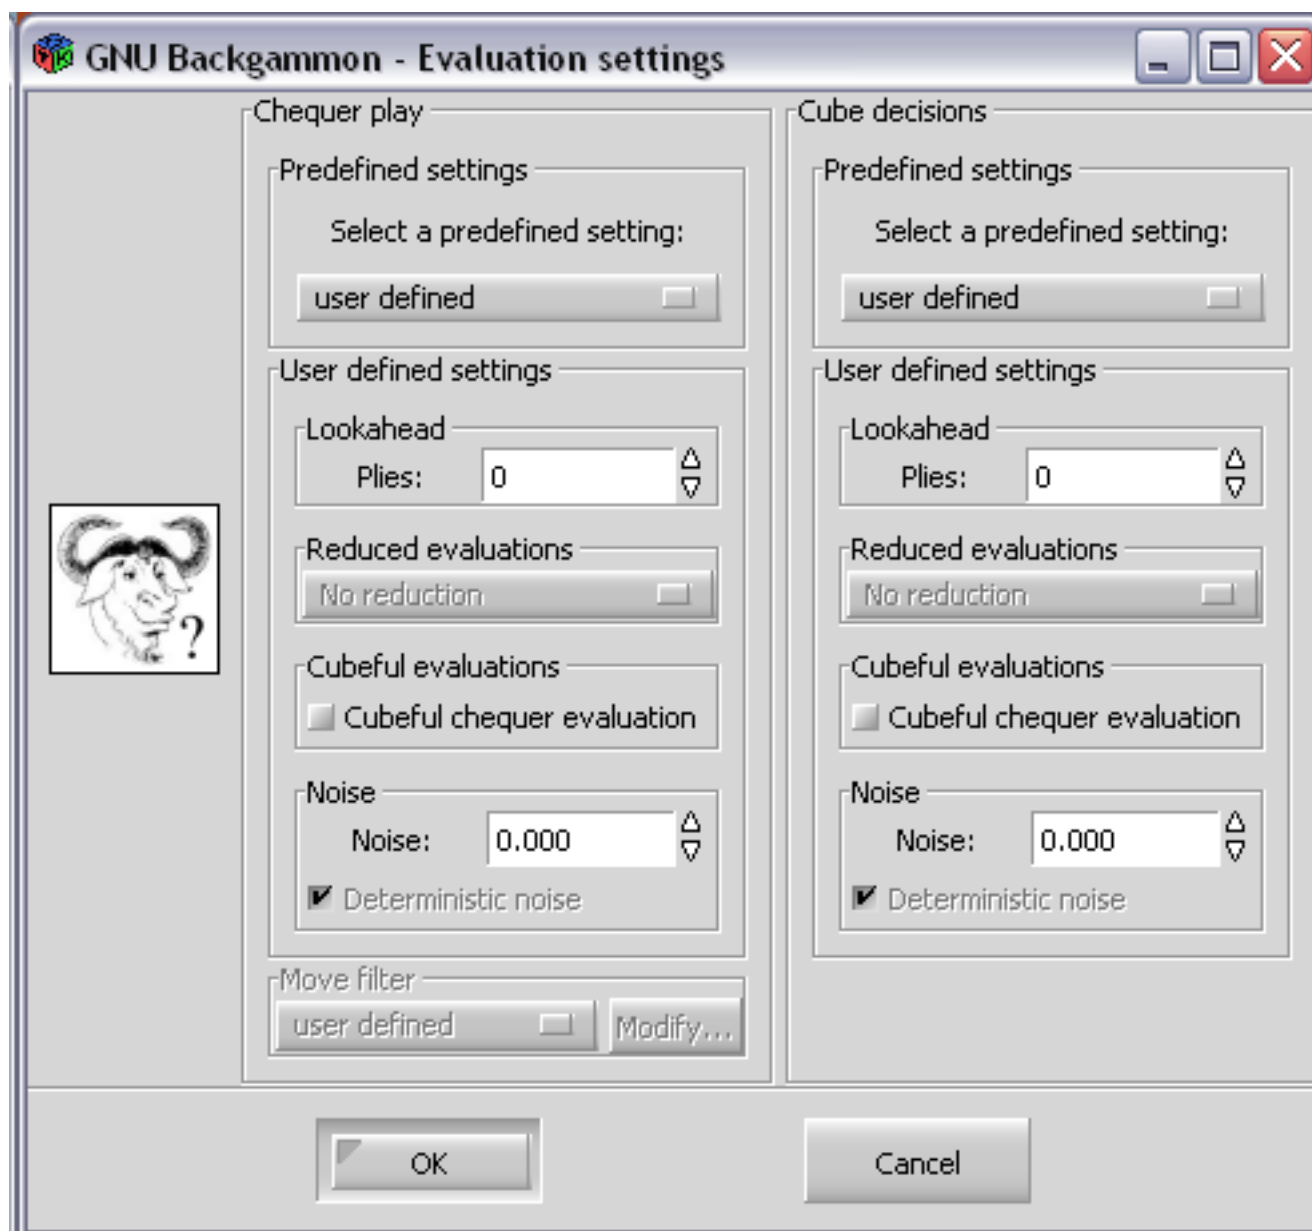 GNU Backgammon - Evaluation settings
Chequer play
Predefined settings
Select a predefined setting:
user defined
User defined settings
Lookahead
Plies: 0
Reduced evaluations
No reduction
Cubeful evaluations
Cubeful chequer evaluation
Noise
Noise: 0.000
Deterministic noise
Move filter
user defined Modify...
Cube decisions
Predefined settings
Select a predefined setting:
user defined
User defined settings
Lookahead
Plies: 0
Reduced evaluations
No reduction
Cubeful evaluations
Cubeful chequer evaluation
Noise
Noise: 0.000
Deterministic noise
?
OK Cancel